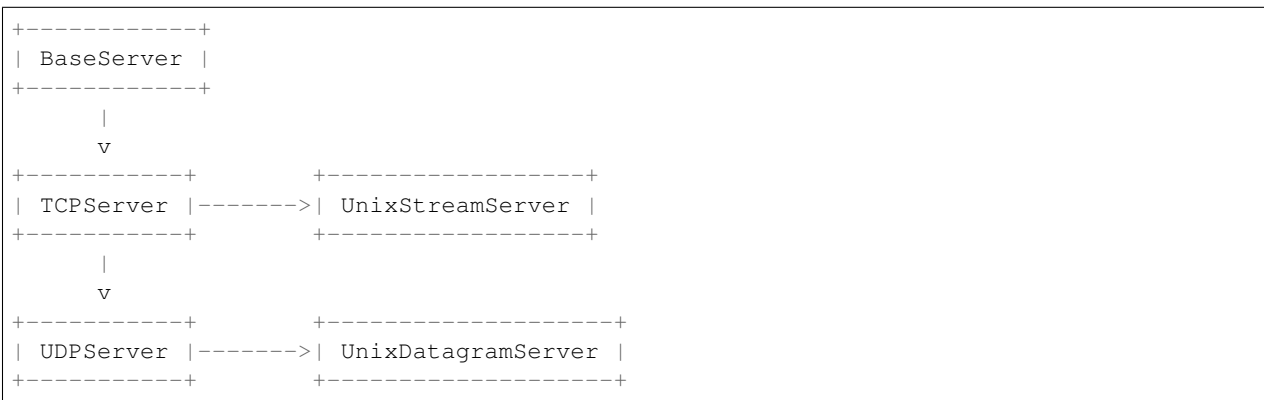 +------------+
| BaseServer |
+------------+
      |
      v
+-----------+        +------------------+
| TCPServer |------->| UnixStreamServer |
+-----------+        +------------------+
      |
      v
+-----------+        +--------------------+
| UDPServer |------->| UnixDatagramServer |
+-----------+        +--------------------+